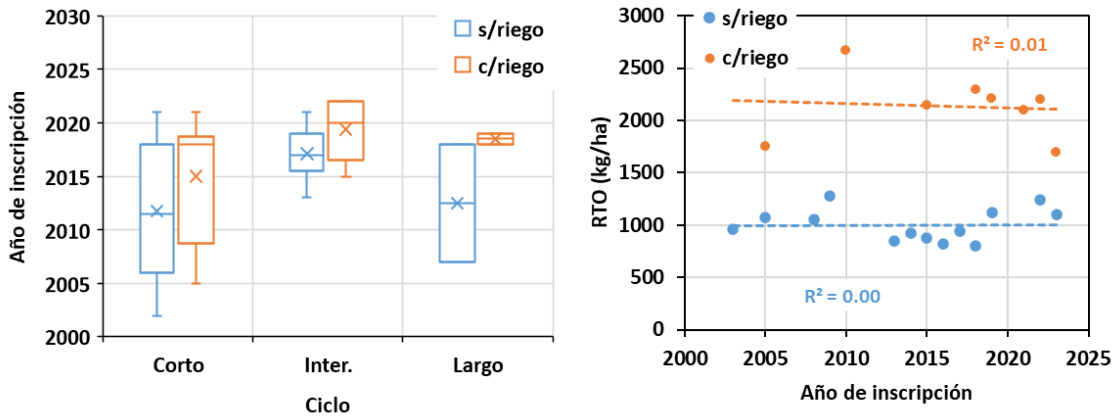 2030
2025
2020
2015
2010
2005
2000
Año de inscripción
s/riego
c/riego
Corto
Inter.
Largo
Ciclo
3000
2500
2000
1500
1000
500
0
RTO (kg/ha)
s/riego
c/riego
R² = 0.01
R² = 0.00
2000
2005
2010
2015
2020
2025
Año de inscripción